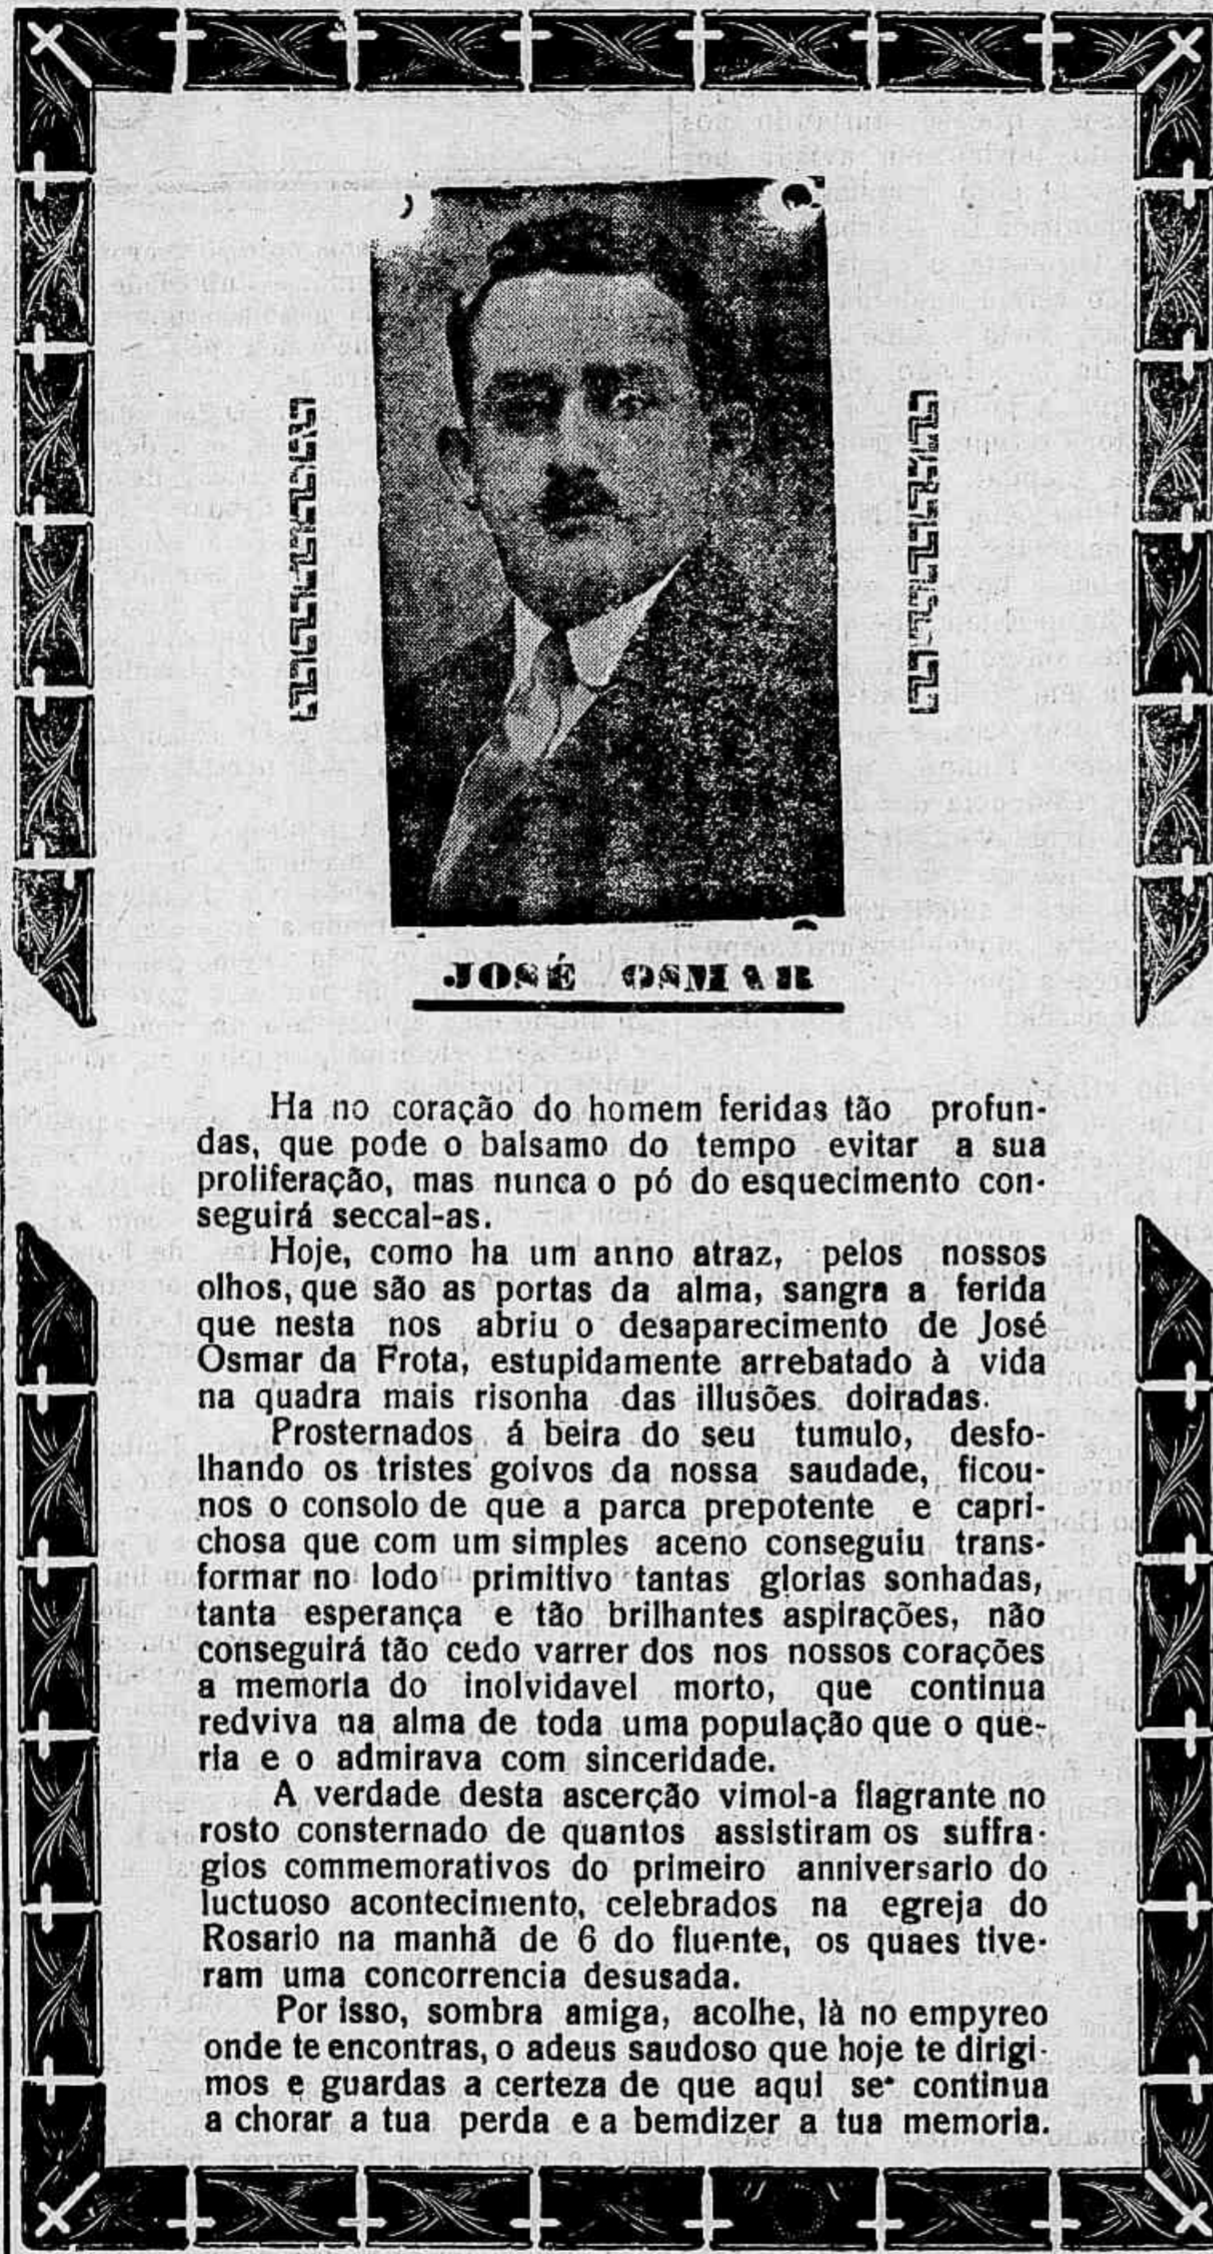 JOSÉ OSMAR
Ha no coração do homem feridas tão profun-
das, que pode o balsamo do tempo evitar a sua
proliferação, mas nunca o pó do esquecimento con-
seguirá seccal-as.
Hoje, como ha um anno atraz, pelos nossos
olhos, que são as portas da alma, sangra a ferida
que nesta nos abriu o desaparecimento de José
Osmar da Frota, estupidamente arrebatado à vida
na quadra mais risonha das illusões doiradas.
Prosternados á beira do seu tumulo, desfo-
lhando os tristes goivos da nossa saudade, ficou-
nos o consolo de que a parca prepotente e capri-
chosa que com um simples aceno conseguiu trans-
formar no lodo primitivo tantas glorias sonhadas,
tanta esperança e tão brilhantes aspirações, não
conseguirá tão cedo varrer dos nos nossos corações
a memoria do inolvidavel morto, que continua
redviva na alma de toda uma população que o que-
ria e o admirava com sinceridade.
A verdade desta ascerção vimol-a flagrante no
rosto consternado de quantos assistiram os suffra-
gios commemorativos do primeiro anniversario do
luctuoso acontecimento, celebrados na egreja do
Rosario na manhã de 6 do fluente, os quaes tive-
ram uma concorrencia desusada.
Por isso, sombra amiga, acolhe, là no empyreo
onde te encontras, o adeus saudoso que hoje te dirigi-
mos e guardas a certeza de que aqui se continua
a chorar a tua perda e a bemdizer a tua memoria.